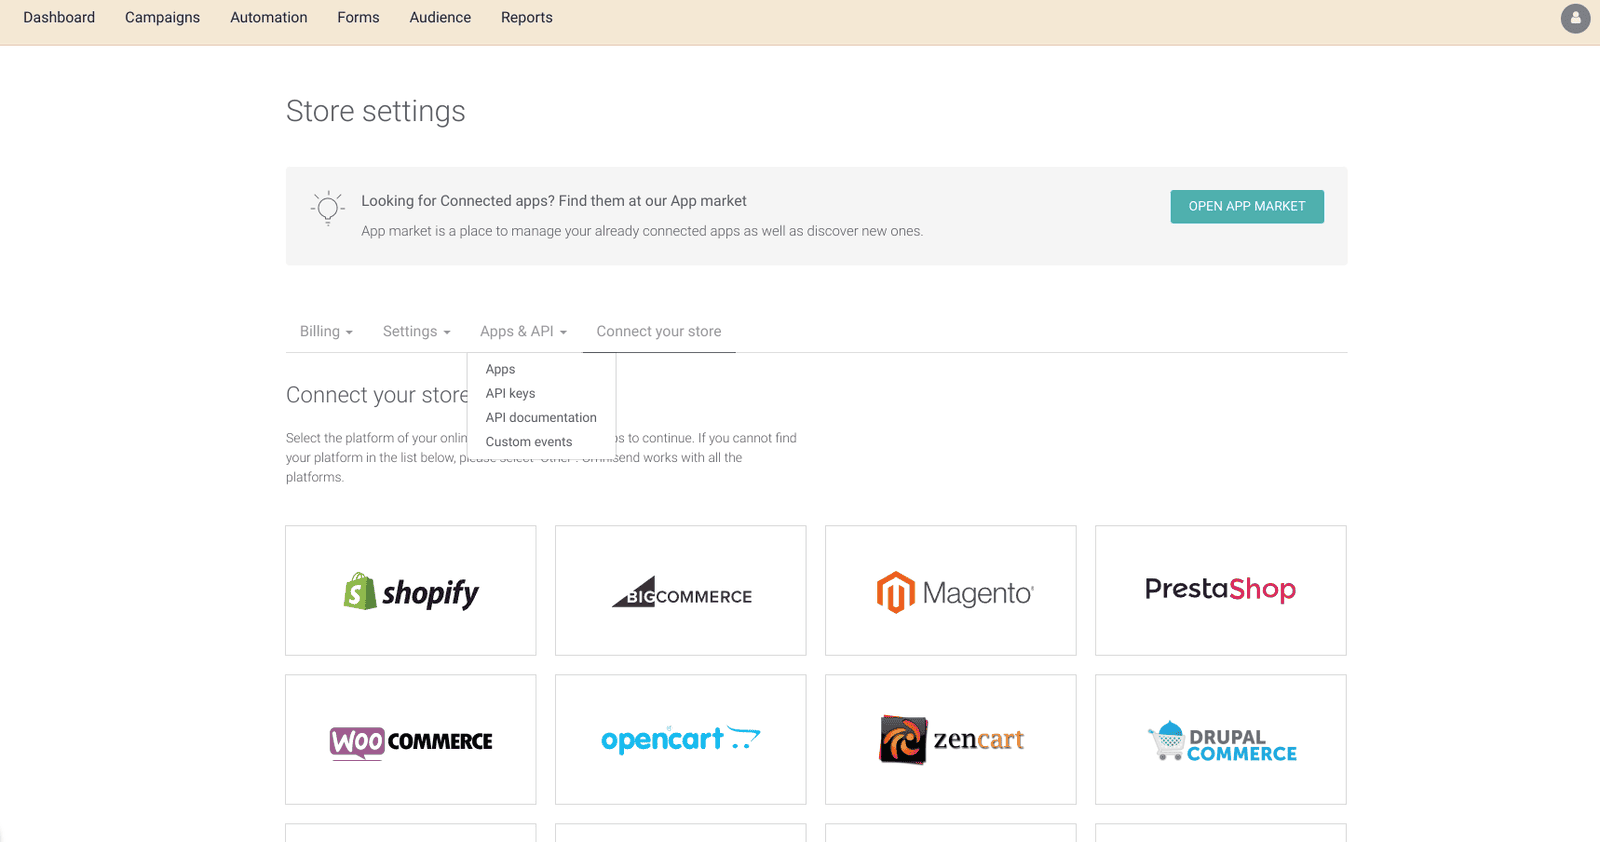 Dashboard Campaigns Automation Forms Audience Reports
Store settings
Looking for Connected apps? Find them at our App market
OPEN APP MARKET
App market is a place to manage your already connected apps as well as discover new ones.
Billing Settings Apps & API Connect your store
Apps
API keys
API documentation
Custom events
Connect your store
Select the platform of your onlin to continue. If you cannot find
your platform in the list below, please select "Other". Omnisend works with all the
platforms.
shopify
BIGCOMMERCE
Magento®
PrestaShop
WOO COMMERCE
opencart
zencart
DRUPAL
COMMERCE